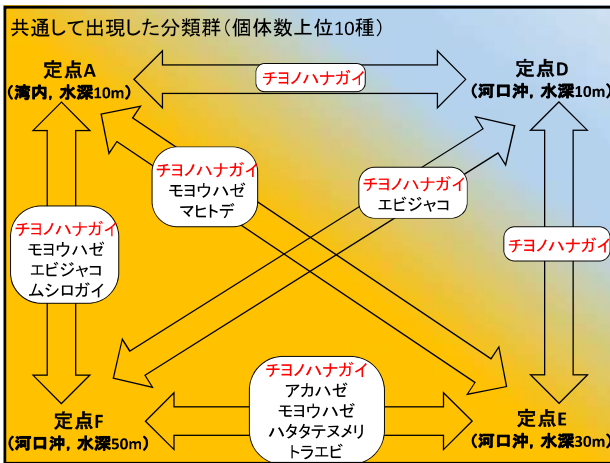 共通して出現した分類群（個体数上位10種）
定点A
（湾内，水深10m）
チヨノハナガイ
定点D
（河口沖，水深10m）
チヨノハナガイ
モヨウハゼ
マヒトデ
チヨノハナガイ
エビジャコ
チヨノハナガイ
モヨウハゼ
エビジャコ
ムシロガイ
チヨノハナガイ
チヨノハナガイ
アカハゼ
モヨウハゼ
ハタタテヌメリ
トラエビ
定点F
（河口沖，水深50m）
定点E
（河口沖，水深30m）